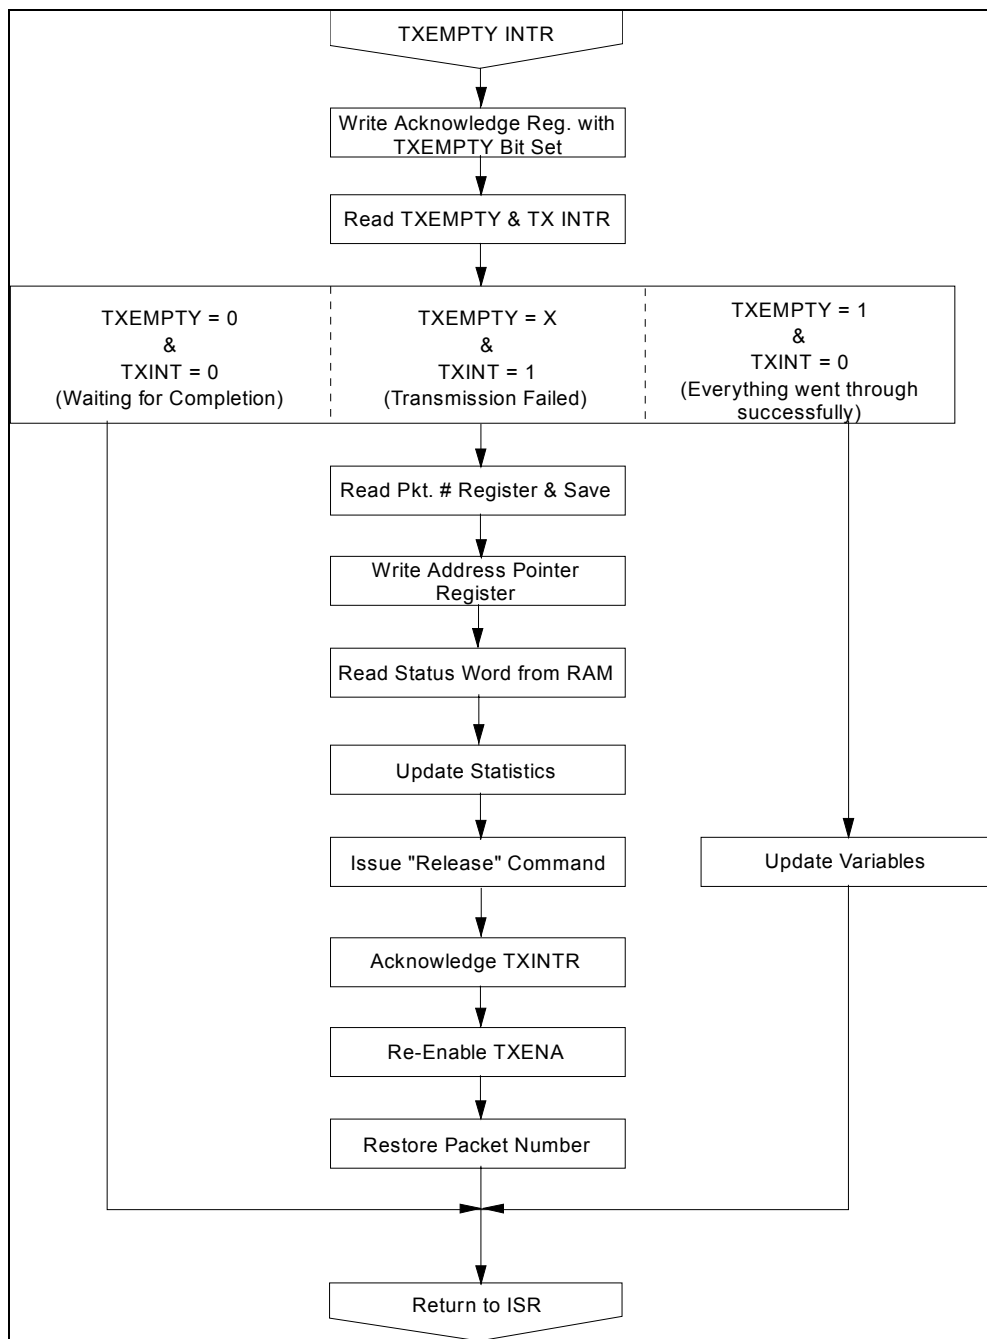 TXEMPTY INTR
Write Acknowledge Reg. with
TXEMPTY Bit Set
Read TXEMPTY & TX INTR
TXEMPTY = 0
&
TXINT = 0
(Waiting for Completion)
TXEMPTY = X
&
TXINT = 1
(Transmission Failed)
TXEMPTY = 1
&
TXINT = 0
(Everything went through
successfully)
Read Pkt. # Register & Save
Write Address Pointer
Register
Read Status Word from RAM
Update Statistics
Issue "Release" Command
Update Variables
Acknowledge TXINTR
Re-Enable TXENA
Restore Packet Number
Return to ISR